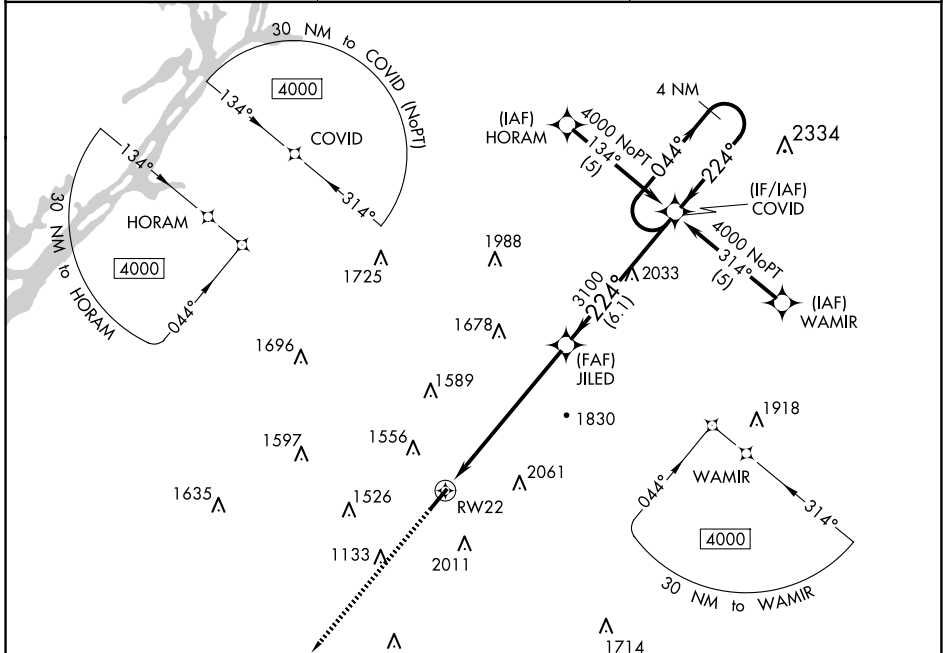 30 NM to COVID (NoPT)
4000
134°
COVID
314°
134°
HORAM
30 NM to HORAM
4000
044°
4 NM
(IAF)
HORAM
4000 NoPT
134°
(5)
044°
224°
2334
(IF/IAF)
COVID
4000 NoPT
314°
(5)
(IAF)
WAMIR
1725
1988
2033
3100
224°
(6.1)
1678
1696
(FAF)
JILED
1589
1830
1918
1597
1556
WAMIR
044°
314°
4000
30 NM to WAMIR
2061
1635
1526
RW22
1133
2011
1714